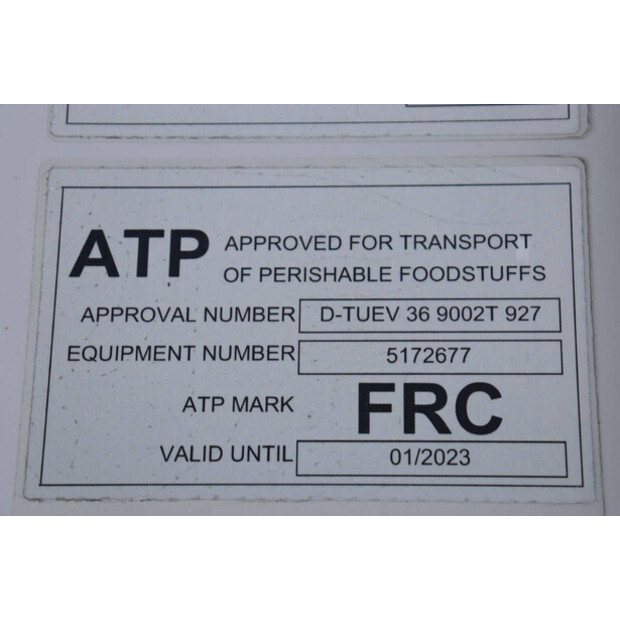 ATP APPROVED FOR TRANSPORT
OF PERISHABLE FOODSTUFFS
APPROVAL NUMBER D-TUEV 36 9002T 927
EQUIPMENT NUMBER 5172677
ATP MARK FRC
VALID UNTIL 01/2023